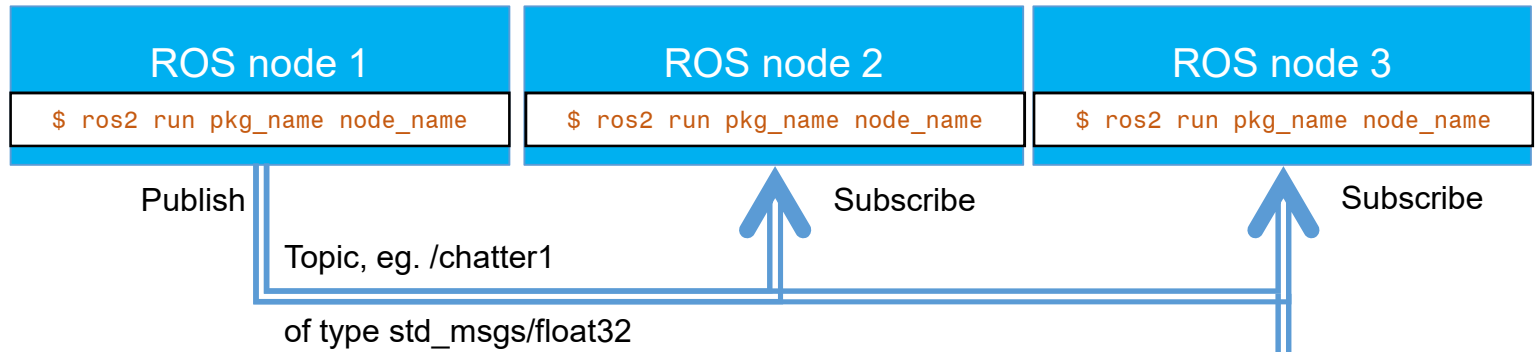 ROS node 1
$ ros2 run pkg_name node_name
ROS node 2
$ ros2 run pkg_name node_name
ROS node 3
$ ros2 run pkg_name node_name
Publish
Subscribe
Subscribe
Topic, eg. /chatter1
of type std_msgs/float32